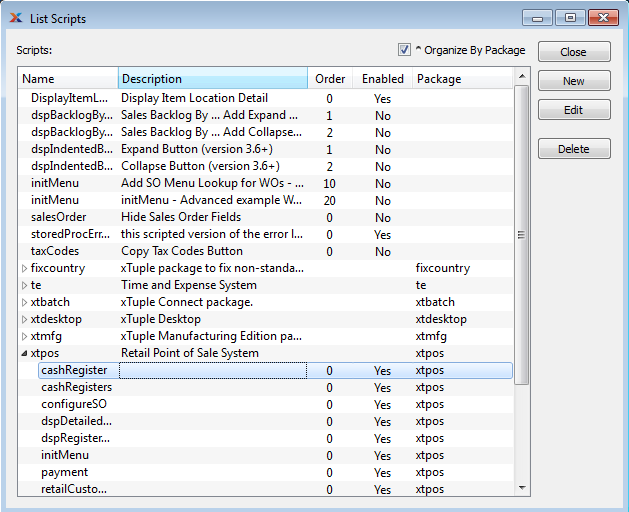 List Scripts
Scripts: ^ Organize By Package Close
Name Description Order Enabled Package New
DisplayItemL... Display Item Location Detail 0 Yes
dspBacklogBy... Sales Backlog By ... Add Expand ... 1 No Edit
dspBacklogBy... Sales Backlog By ... Add Collapse... 2 No
dspIndentedB... Expand Button (version 3.6+) 1 No Delete
dspIndentedB... Collapse Button (version 3.6+) 2 No
initMenu Add SO Menu Lookup for WOs - ... 10 No
initMenu initMenu - Advanced example W... 20 No
salesOrder Hide Sales Order Fields 0 No
storedProcErr... this scripted version of the error l... 0 Yes
taxCodes Copy Tax Codes Button 0 No
fixcountry xTuple package to fix non-standa... fixcountry
te Time and Expense System te
xtbatch xTuple Connect package. xtbatch
xtdesktop xTuple Desktop xtdesktop
xtmfg xTuple Manufacturing Edition pa... xtmfg
xtpos Retail Point of Sale System xtpos
cashRegister 0 Yes xtpos
cashRegisters 0 Yes xtpos
configureSO 0 Yes xtpos
dspDetailed... 0 Yes xtpos
dspRegister... 0 Yes xtpos
initMenu 0 Yes xtpos
payment 0 Yes xtpos
retailCusto... 0 Yes xtpos